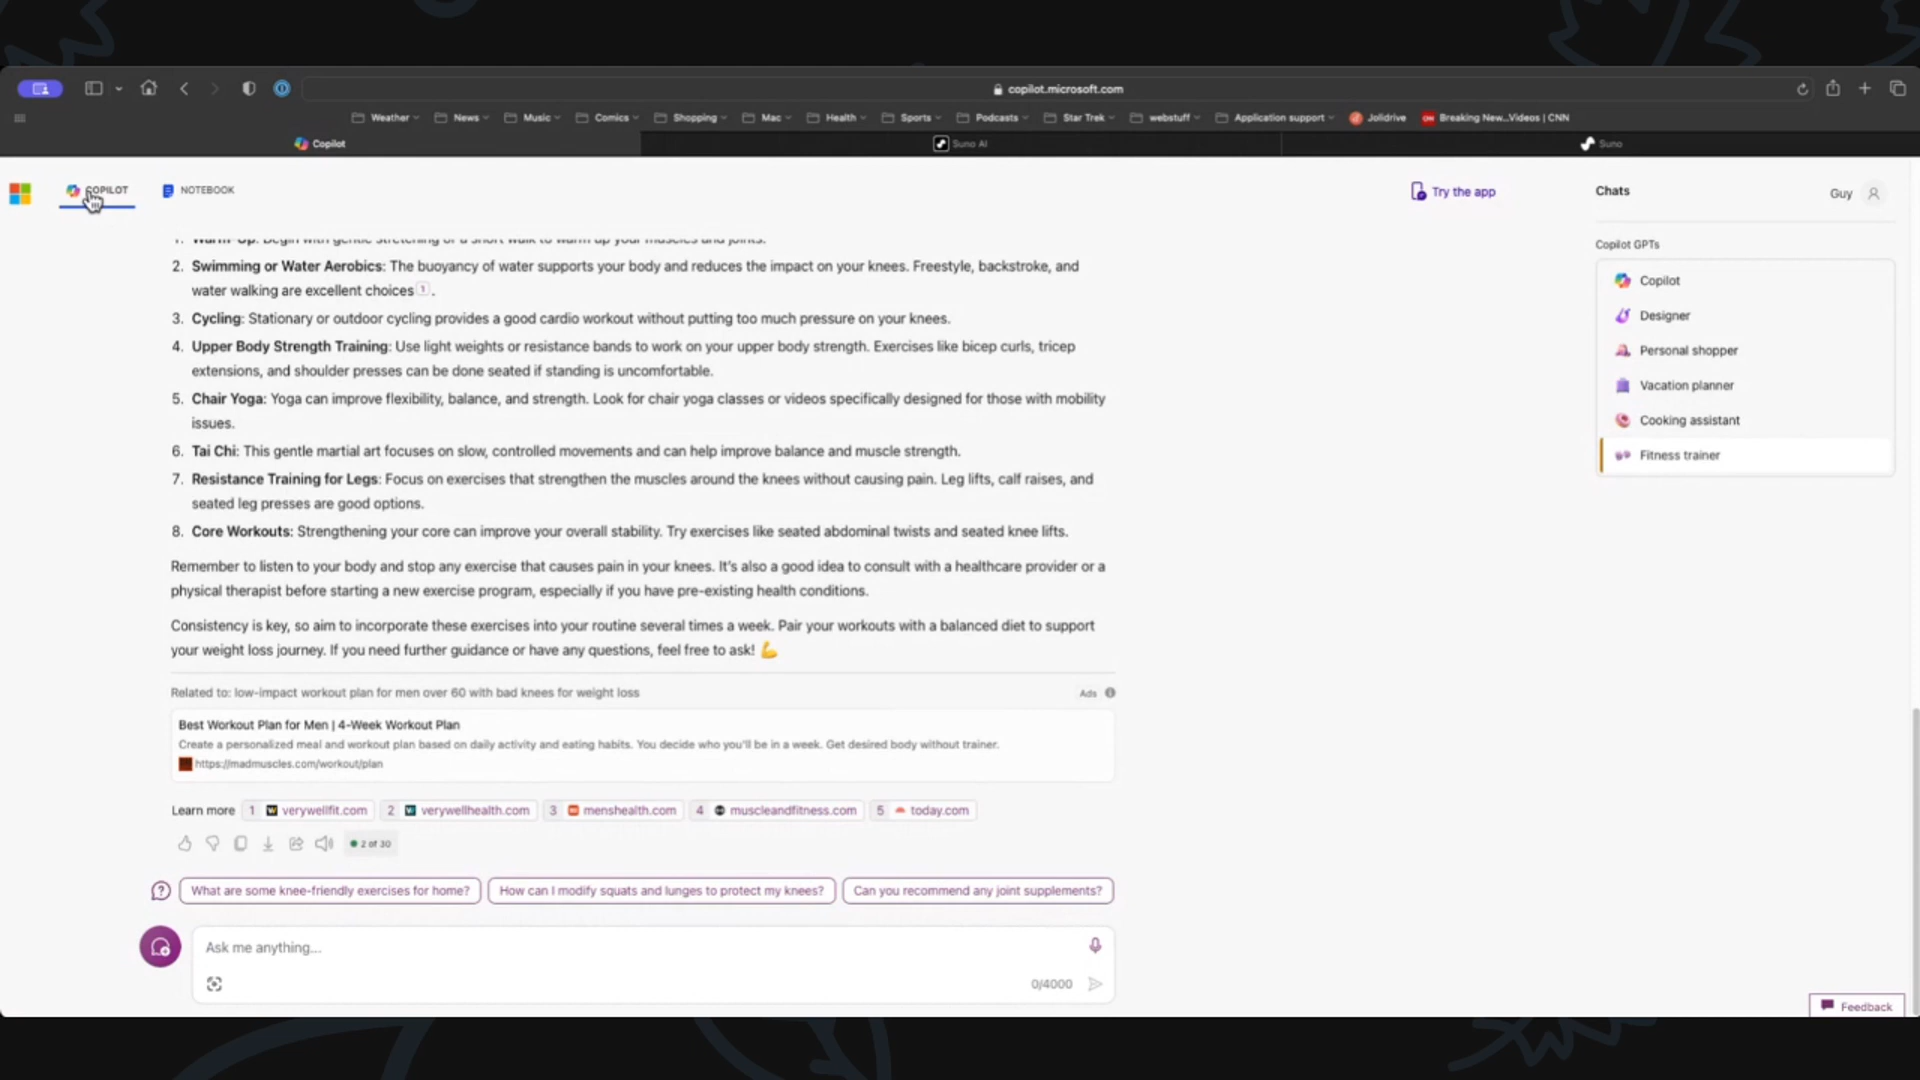 copilot.microsoft.com
Weather
News
Music
Comics
Shopping
Mac
Health
Sports
Podcasts
Star Trek
webstuff
Application support
Jolidrive
Breaking New...Videos | CNN
Copilot
Suno AI
Suno
COPILOT
NOTEBOOK
Try the app
1. Warm-Up: Begin with gentle stretching or a short walk to warm up your muscles and joints.
2. Swimming or Water Aerobics: The buoyancy of water supports your body and reduces the impact on your knees. Freestyle, backstroke, and
water walking are excellent choices 1 .
3. Cycling: Stationary or outdoor cycling provides a good cardio workout without putting too much pressure on your knees.
4. Upper Body Strength Training: Use light weights or resistance bands to work on your upper body strength. Exercises like bicep curls, tricep
extensions, and shoulder presses can be done seated if standing is uncomfortable.
5. Chair Yoga: Yoga can improve flexibility, balance, and strength. Look for chair yoga classes or videos specifically designed for those with mobility
issues.
6. Tai Chi: This gentle martial art focuses on slow, controlled movements and can help improve balance and muscle strength.
7. Resistance Training for Legs: Focus on exercises that strengthen the muscles around the knees without causing pain. Leg lifts, calf raises, and
seated leg presses are good options.
8. Core Workouts: Strengthening your core can improve your overall stability. Try exercises like seated abdominal twists and seated knee lifts.
Remember to listen to your body and stop any exercise that causes pain in your knees. It's also a good idea to consult with a healthcare provider or a
physical therapist before starting a new exercise program, especially if you have pre-existing health conditions.
Consistency is key, so aim to incorporate these exercises into your routine several times a week. Pair your workouts with a balanced diet to support
your weight loss journey. If you need further guidance or have any questions, feel free to ask! 💪
Related to: low-impact workout plan for men over 60 with bad knees for weight loss
Ads
Best Workout Plan for Men | 4-Week Workout Plan
Create a personalized meal and workout plan based on daily activity and eating habits. You decide who you'll be in a week. Get desired body without trainer.
https://madmuscles.com/workout/plan
Learn more 1 verywellfit.com 2 verywellhealth.com 3 menshealth.com 4 muscleandfitness.com 5 today.com
2 of 30
What are some knee-friendly exercises for home?
How can I modify squats and lunges to protect my knees?
Can you recommend any joint supplements?
Ask me anything...
0/4000
Chats
Guy
Copilot GPTs
Copilot
Designer
Personal shopper
Vacation planner
Cooking assistant
Fitness trainer
Feedback